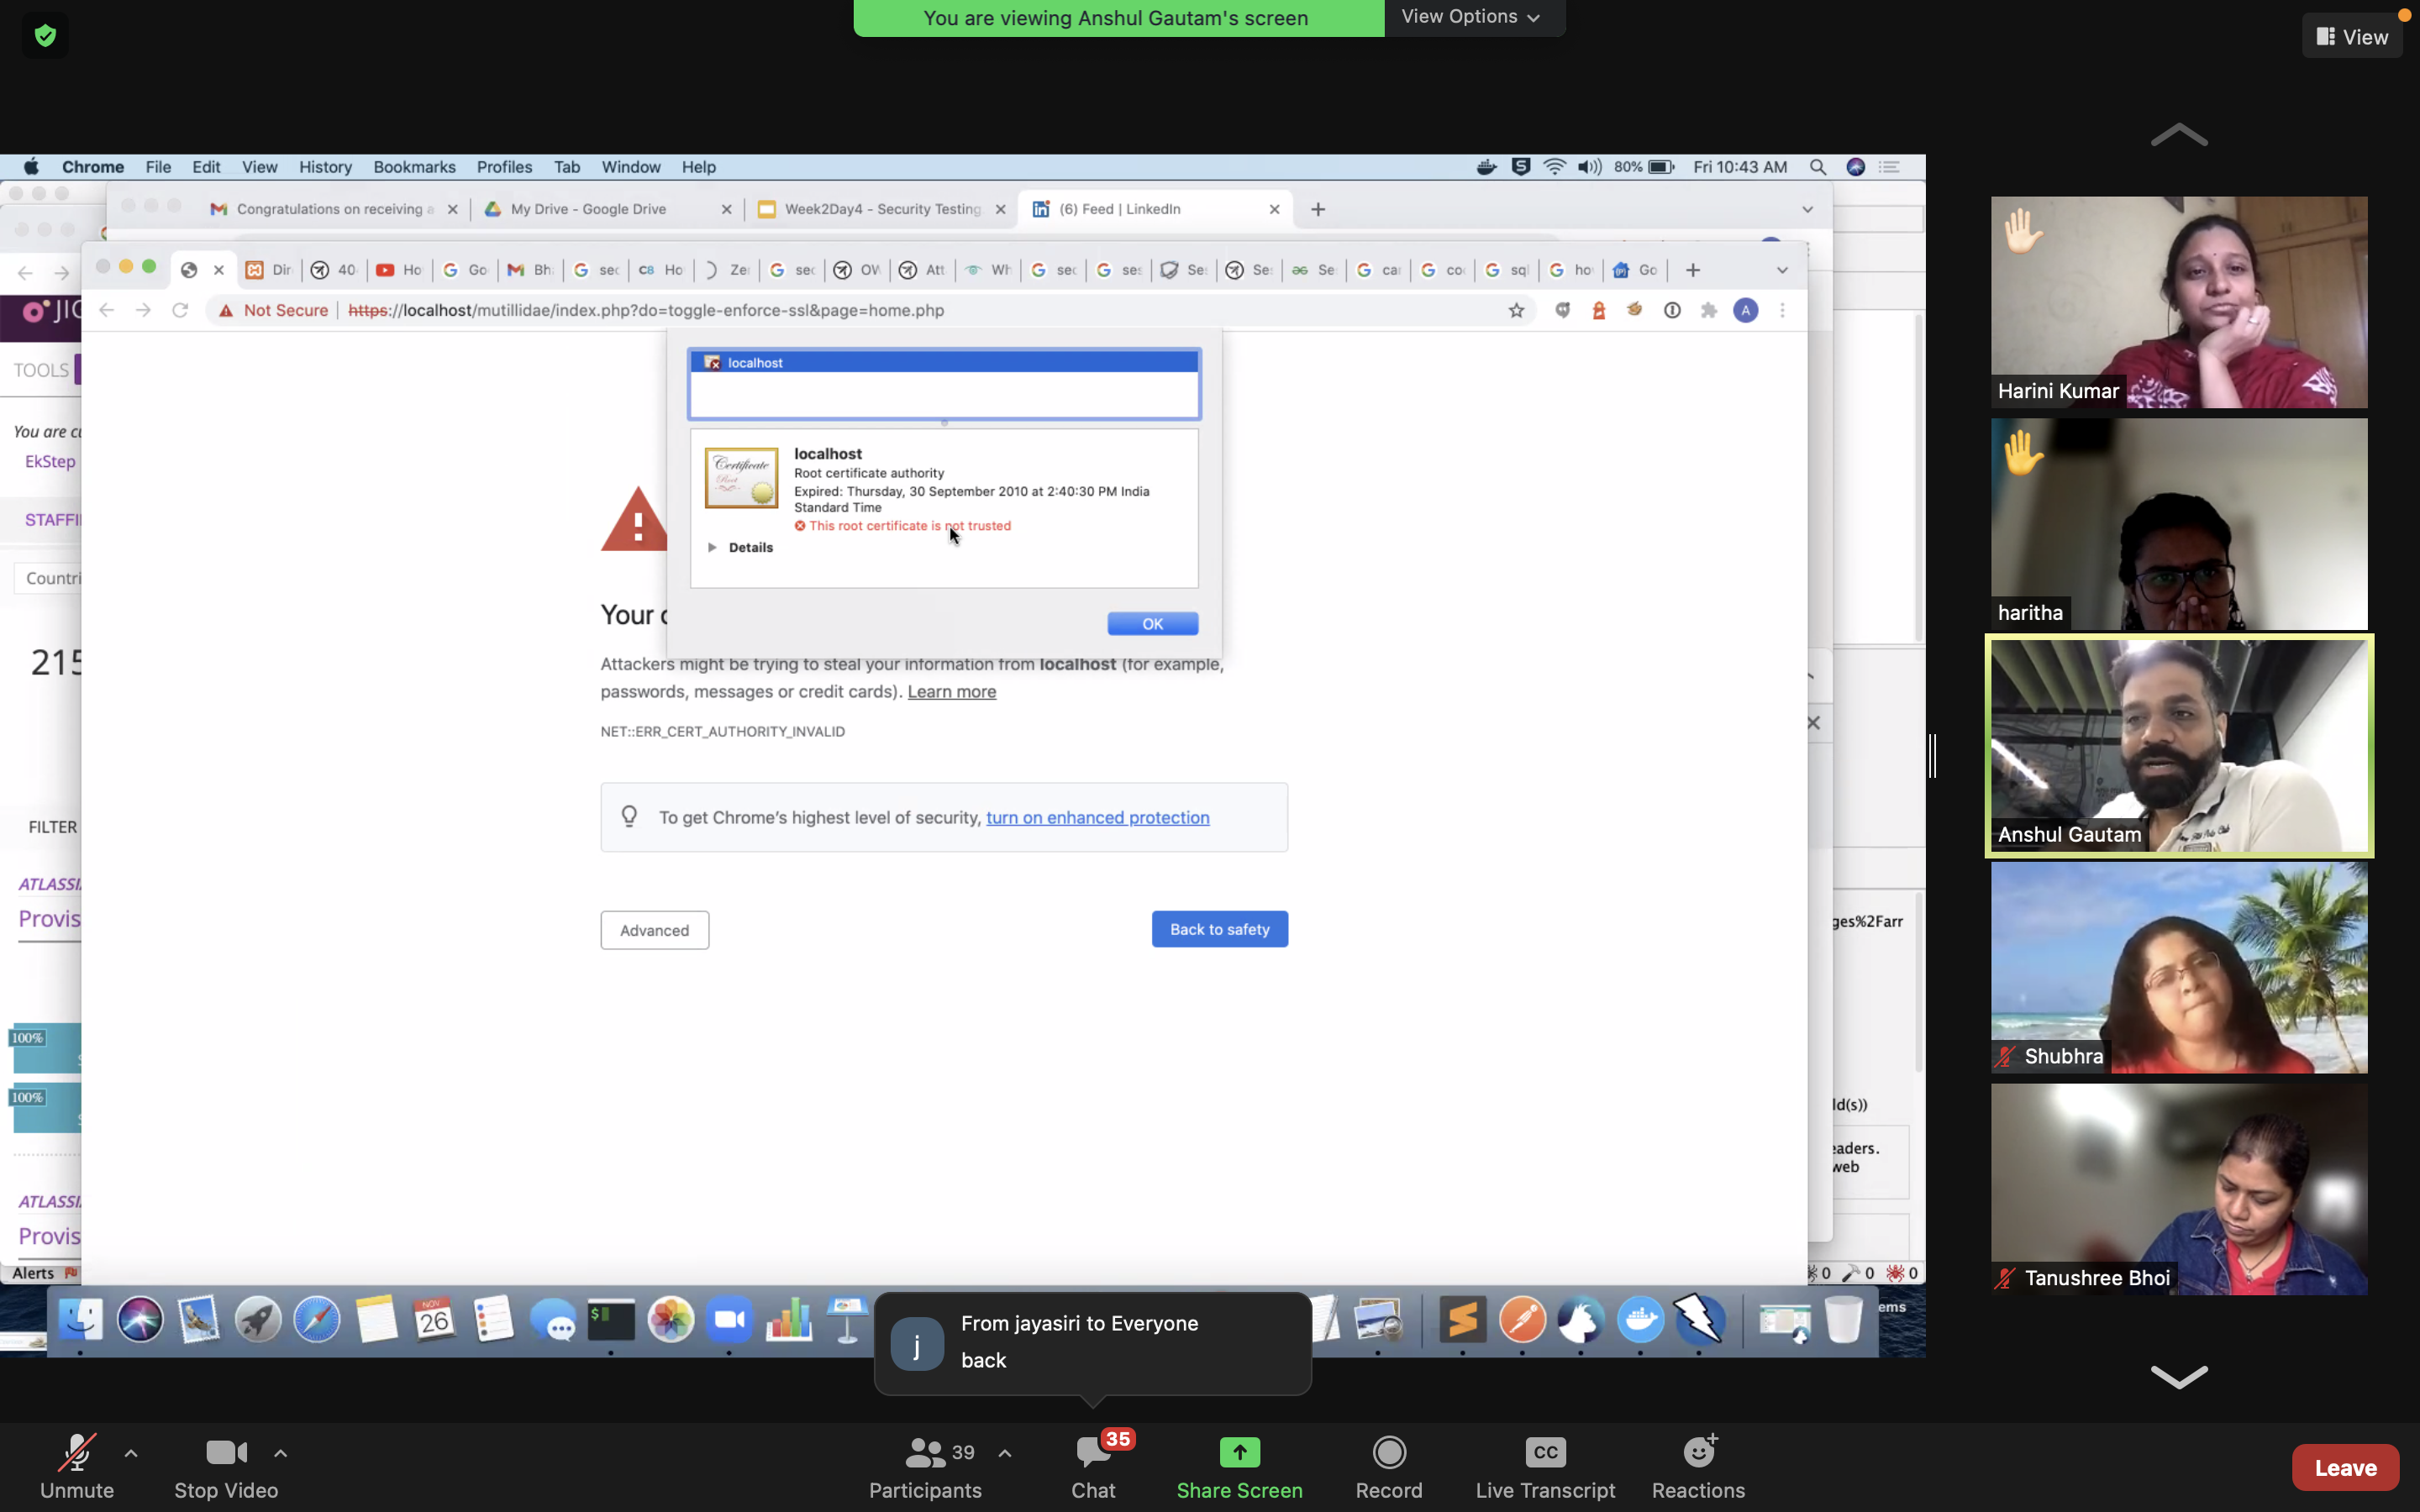 You are viewing Anshul Gautam's screen
View Options
View
Chrome File Edit View History Bookmarks Profiles Tab Window Help
80% Fri 10:43 AM
Congratulations on receiving a
My Drive - Google Drive
Week2Day4 - Security Testing
(6) Feed | LinkedIn
Dir
40
Ho
Go
Bh
sec
C8 Ho
Ze
sec
OW
Att
Wh
sec
ses
Se
Se
Se
ca
co
sql
ho
Go
Not Secure https://localhost/mutillidae/index.php?do=toggle-enforce-ssl&page=home.php
A
JIG
TOOLS
You are cu
EkStep
STAFFI
Countri
215
FILTER
ATLASSI
Provis
100%
100%
ATLASSI
Provis
Alerts
localhost
Certificate
Root
localhost
Root certificate authority
Expired: Thursday, 30 September 2010 at 2:40:30 PM India
Standard Time
This root certificate is not trusted
Details
OK
Your c
Attackers might be trying to steal your information from localhost (for example,
passwords, messages or credit cards). Learn more
NET::ERR_CERT_AUTHORITY_INVALID
To get Chrome's highest level of security, turn on enhanced protection
Advanced
Back to safety
ges%2Farr
ld(s))
eaders.
web
0 0 0
ems
NOV
26
j
From jayasiri to Everyone
back
Harini Kumar
haritha
Anshul Gautam
Shubhra
Tanushree Bhoi
Unmute
Stop Video
39
Participants
35
Chat
Share Screen
Record
CC
Live Transcript
Reactions
Leave